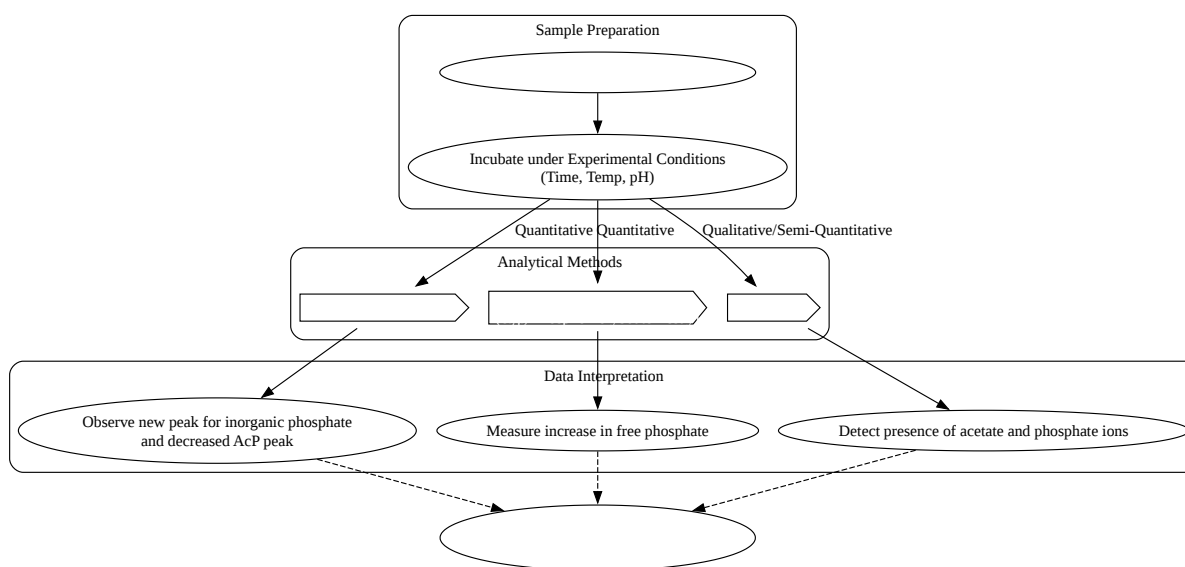 Sample Preparation
Incubate under Experimental Conditions
(Time, Temp, pH)
Quantitative
Quantitative
Qualitative/Semi-Quantitative
Analytical Methods
Data Interpretation
Observe new peak for inorganic phosphate
and decreased AcP peak
Measure increase in free phosphate
Detect presence of acetate and phosphate ions